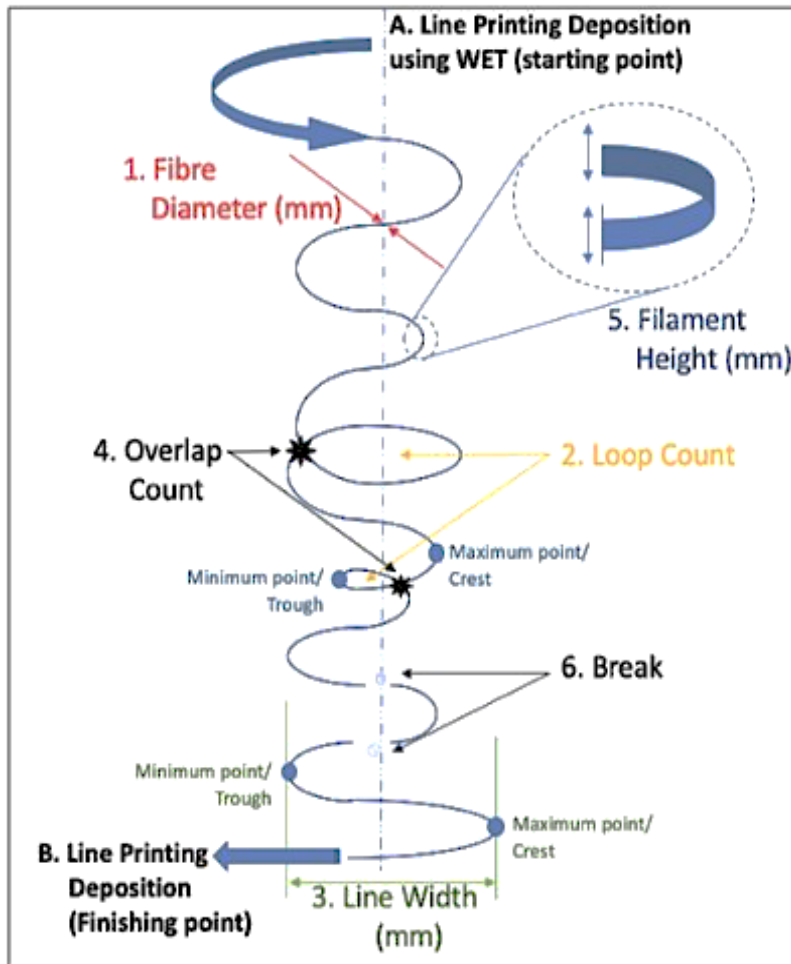 A. Line Printing Deposition
using WET (starting point)
1. Fibre
Diameter (mm)
5. Filament
Height (mm)
4. Overlap
Count
2. Loop Count
Minimum point/
Trough
Maximum point/
Crest
6. Break
Minimum point/
Trough
Maximum point/
Crest
B. Line Printing
Deposition
(Finishing point)
3. Line Width
(mm)